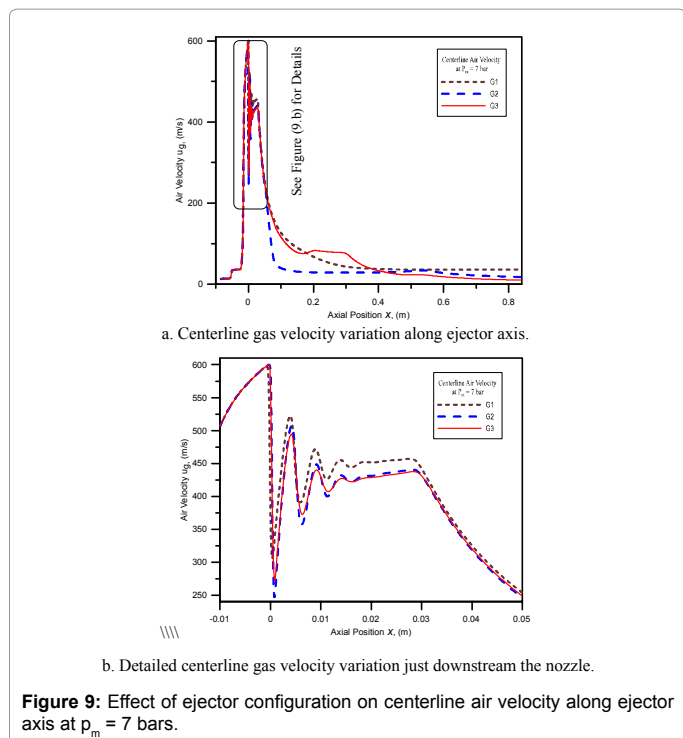 600
400
200
0
Air Velocity ug, (m/s)
See Figure (9.b) for Details
Centerline Air Velocity
at Pm = 7 bar
G1
G2
G3
0 0.2 0.4 0.6 0.8
Axial Position X, (m)
a. Centerline gas velocity variation along ejector axis.
600
550
500
450
400
350
300
250
Air Velocity ug, (m/s)
Centerline Air Velocity
at Pm = 7 bar
G1
G2
G3
-0.01 0 0.01 0.02 0.03 0.04 0.05
Axial Position X, (m)
\\\\
b. Detailed centerline gas velocity variation just downstream the nozzle.
Figure 9: Effect of ejector configuration on centerline air velocity along ejector
axis at pm = 7 bars.